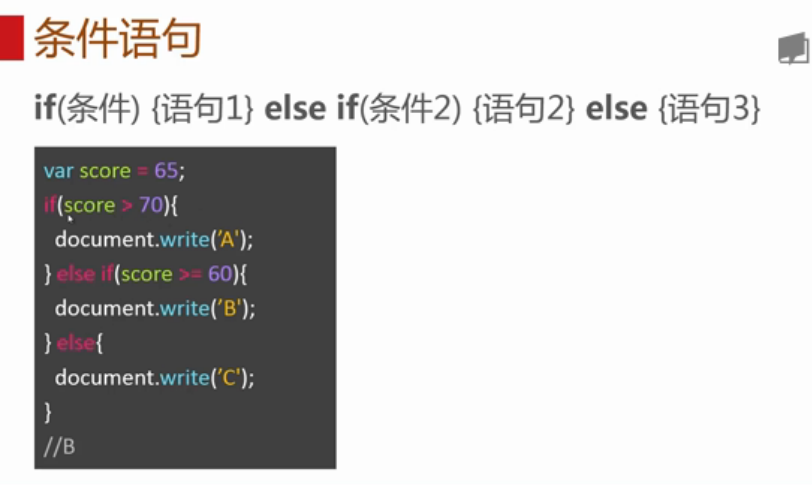 条件语句
if(条件) {语句1} else if(条件2) {语句2} else {语句3}
var score = 65;
if(score > 70){
document.write('A');
} else if(score >= 60){
document.write('B');
} else{
document.write('C');
}
//B